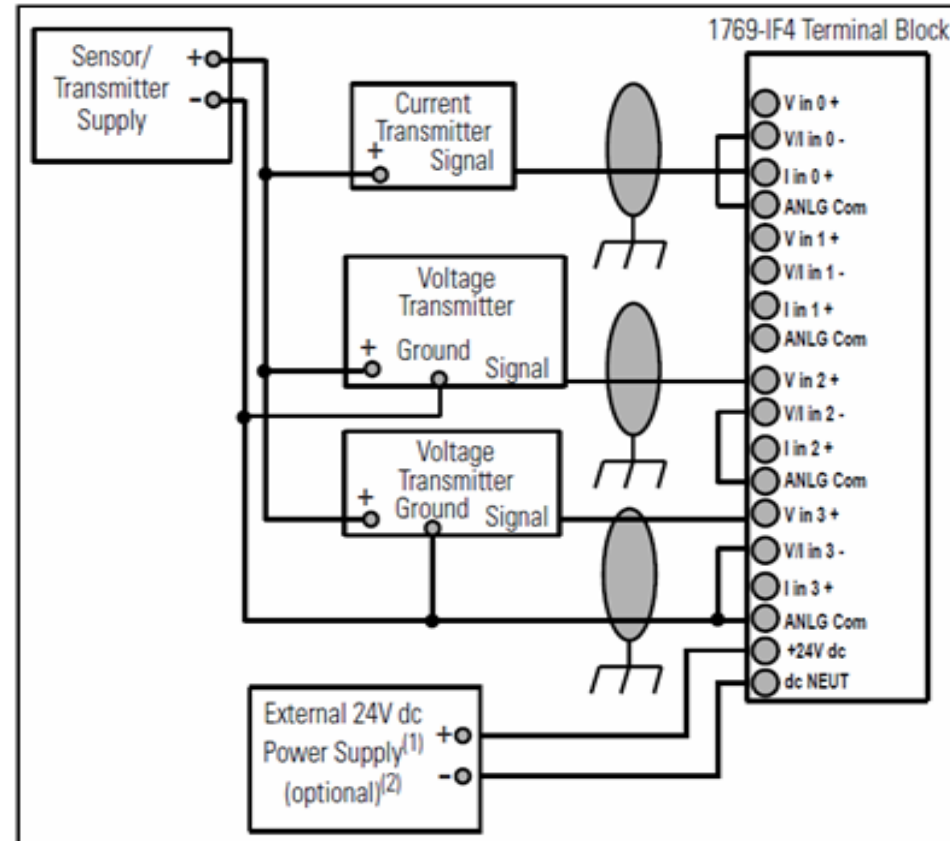 1769-IF4 Terminal Block
Sensor/
Transmitter
Supply
+
-
Current
Transmitter
+
Signal
Voltage
Transmitter
+
Ground
Signal
Voltage
Transmitter
+
Ground
Signal
External 24V dc
Power Supply(1)
(optional)(2)
+
-
V in 0 +
V/I in 0 -
I in 0 +
ANLG Com
V in 1 +
V/I in 1 -
I in 1 +
ANLG Com
V in 2 +
V/I in 2 -
I in 2 +
ANLG Com
V in 3 +
V/I in 3 -
I in 3 +
ANLG Com
+24V dc
dc NEUT